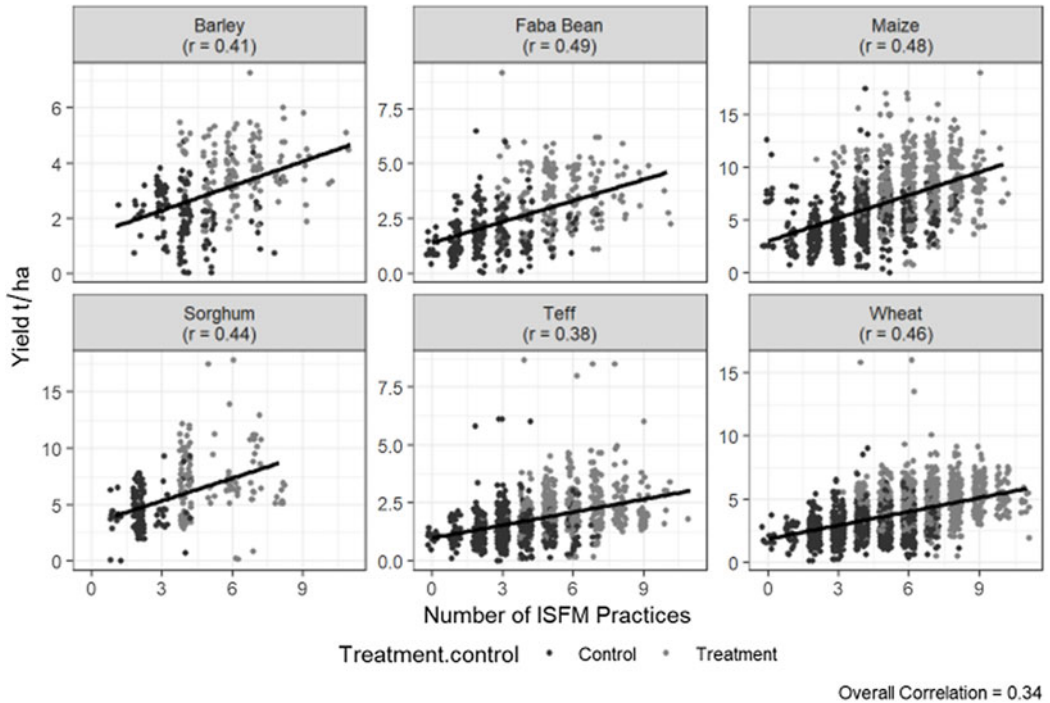 Barley
(r = 0.41)
Faba Bean
(r = 0.49)
Maize
(r = 0.48)
6
4
2
0
7.5
5.0
2.5
0.0
15
10
5
0
Yield t/ha
Sorghum
(r = 0.44)
Teff
(r = 0.38)
Wheat
(r = 0.46)
15
10
5
0
7.5
5.0
2.5
0.0
15
10
5
0
0 3 6 9
0 3 6 9
0 3 6 9
Number of ISFM Practices
Treatment.control Control Treatment
Overall Correlation = 0.34